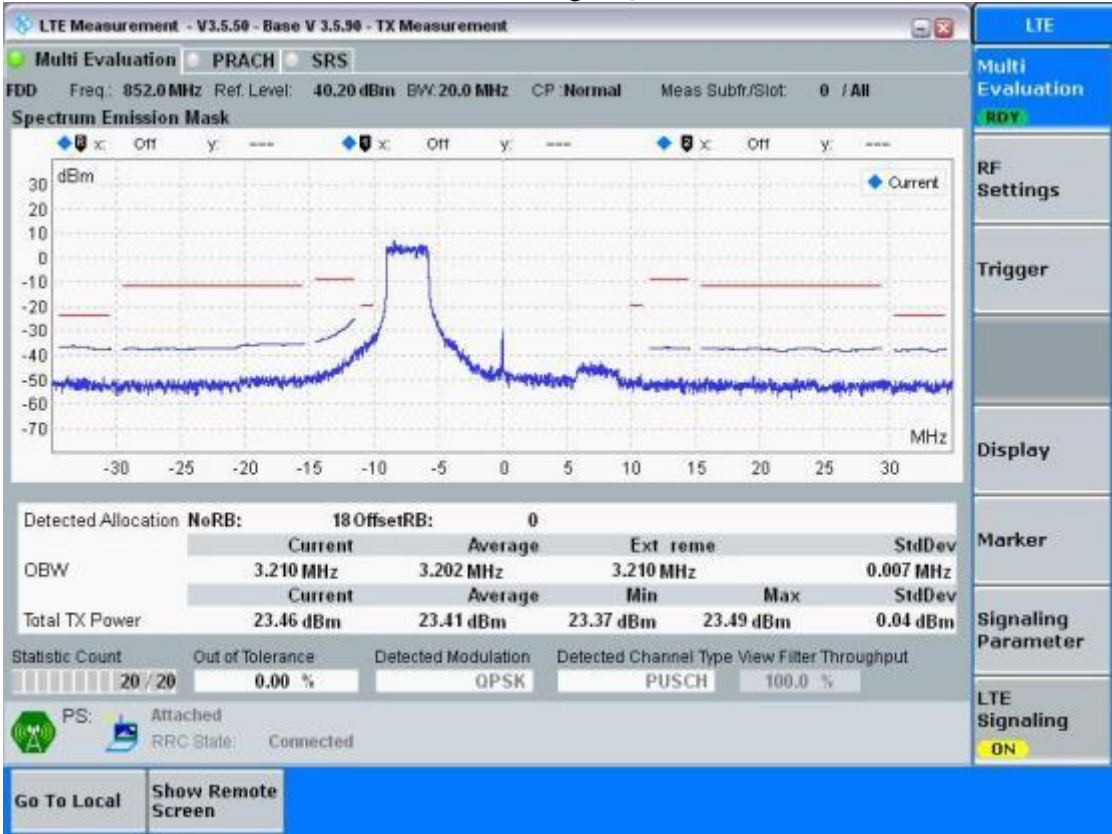 LTE Measurement - V3.5.50 - Base V 3.5.90 - TX Measurement
LTE
Multi Evaluation PRACH SRS
Multi Evaluation
RDY
FDD Freq.: 852.0 MHz Ref. Level: 40.20 dBm BW: 20.0 MHz CP :Normal Meas Subfr./Slot: 0 / All
Spectrum Emission Mask
x: Off y: --- x: Off y: --- x: Off y: ---
dBm
Current
30
20
10
0
-10
-20
-30
-40
-50
-60
-70
MHz
-30 -25 -20 -15 -10 -5 0 5 10 15 20 25 30
RF Settings
Trigger
Display
Marker
Signaling Parameter
LTE Signaling
ON
Detected Allocation NoRB: 18 OffsetRB: 0
Current Average Ext reme StdDev
OBW 3.210 MHz 3.202 MHz 3.210 MHz 0.007 MHz
Current Average Min Max StdDev
Total TX Power 23.46 dBm 23.41 dBm 23.37 dBm 23.49 dBm 0.04 dBm
Statistic Count Out of Tolerance Detected Modulation Detected Channel Type View Filter Throughput
20 / 20 0.00 % QPSK PUSCH 100.0 %
PS: Attached
RRC State: Connected
Go To Local
Show Remote Screen